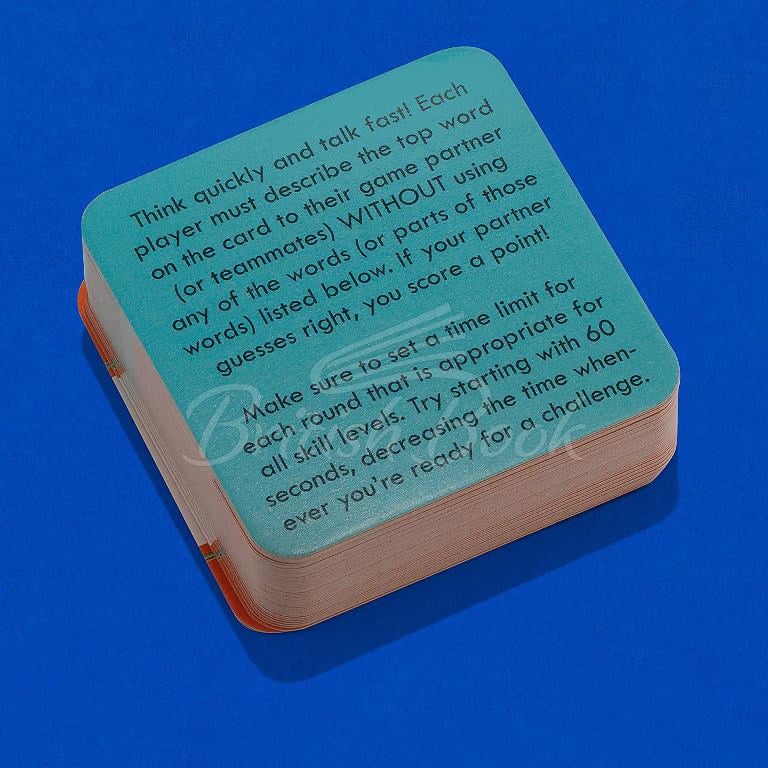 Think quickly and talk fast! Each
player must describe the top word
on the card to their game partner
(or teammates) WITHOUT using
any of the words (or parts of those
words) listed below. If your partner
guesses right, you score a point!
Make sure to set a time limit for
each round that is appropriate for
all skill levels. Try starting with 60
seconds, decreasing the time when-
ever you're ready for a challenge.
British Book